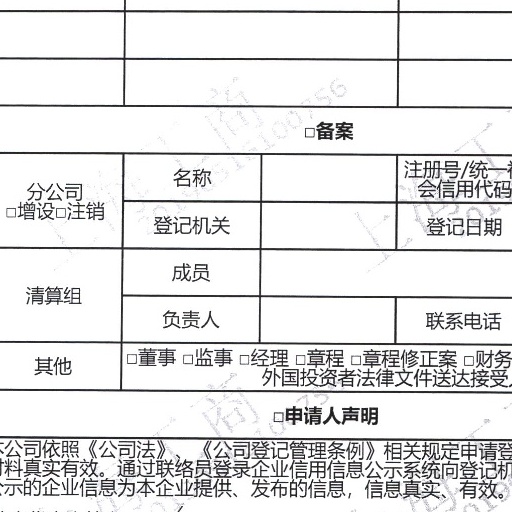 □备案
分公司
□增设□注销
名称
注册号/统一社
会信用代码
登记机关
登记日期
清算组
成员
负责人
联系电话
其他
□董事 □监事 □经理 □章程 □章程修正案 □财务
外国投资者法律文件送达接受人
□申请人声明
本公司依照《公司法》、《公司登记管理条例》相关规定申请登
材料真实有效。通过联络员登录企业信用信息公示系统向登记机
公示的企业信息为本企业提供、发布的信息，信息真实、有效。